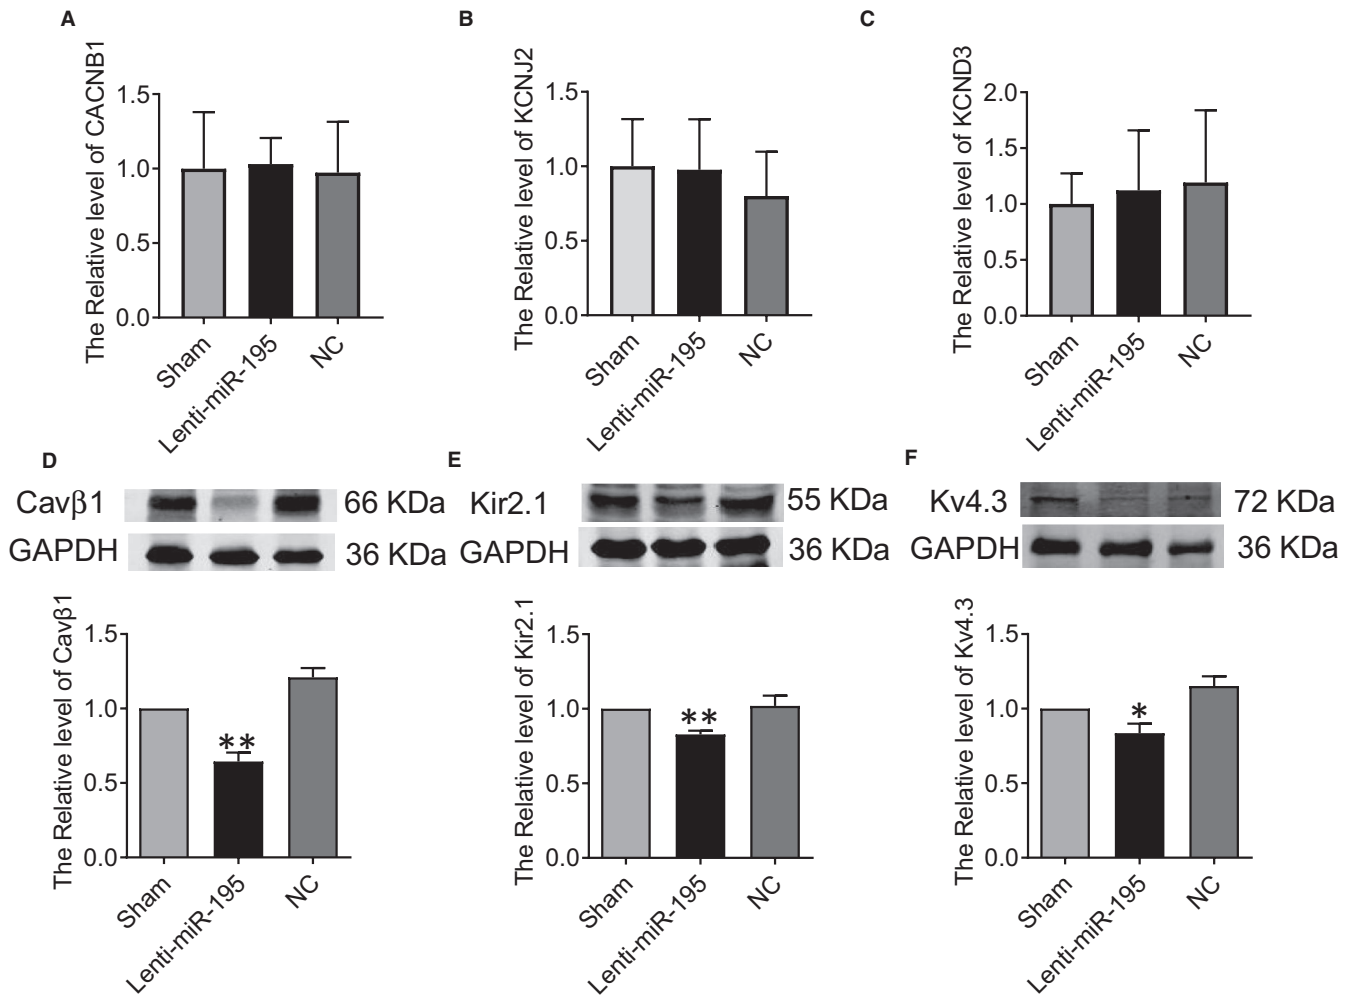 A
The Relative level of CACNB1
1.5
1.0
0.5
0.0
Sham
Lenti-miR-195
NC
B
The Relative level of KCNJ2
1.5
1.0
0.5
0.0
Sham
Lenti-miR-195
NC
C
The Relative level of KCND3
2.0
1.5
1.0
0.5
0.0
Sham
Lenti-miR-195
NC
D
Cavβ1
66 KDa
GAPDH
36 KDa
The Relative level of Cavβ1
1.5
1.0
0.5
0.0
**
Sham
Lenti-miR-195
NC
E
Kir2.1
55 KDa
GAPDH
36 KDa
The Relative level of Kir2.1
1.5
1.0
0.5
0.0
**
Sham
Lenti-miR-195
NC
F
Kv4.3
72 KDa
GAPDH
36 KDa
The Relative level of Kv4.3
1.5
1.0
0.5
0.0
*
Sham
Lenti-miR-195
NC